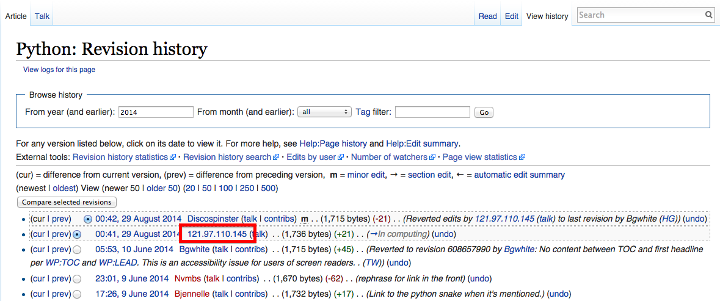 Article Talk Read Edit View history Search
Python: Revision history
View logs for this page
Browse history
From year (and earlier): 2014 From month (and earlier): all Tag filter: Go
For any version listed below, click on its date to view it. For more help, see Help:Page history and Help:Edit summary.
External tools: Revision history statistics · Revision history search · Edits by user · Number of watchers · Page view statistics
(cur) = difference from current version, (prev) = difference from preceding version, m = minor edit, → = section edit, ← = automatic edit summary
(newest | oldest) View (newer 50 | older 50) (20 | 50 | 100 | 250 | 500)
Compare selected revisions
(cur | prev) 00:42, 29 August 2014 Discospinster (talk | contribs) m . . (1,715 bytes) (-21) . . (Reverted edits by 121.97.110.145 (talk) to last revision by Bgwhite (HG)) (undo)
(cur | prev) 00:41, 29 August 2014 121.97.110.145 (talk) . . (1,736 bytes) (+21) . . (→In computing) (undo)
(cur | prev) 05:53, 10 June 2014 Bgwhite (talk | contribs) . . (1,715 bytes) (+45) . . (Reverted to revision 608657990 by Bgwhite: No content between TOC and first headline
per WP:TOC and WP:LEAD. This is an accessibility issue for users of screen readers. . (TW)) (undo)
(cur | prev) 23:01, 9 June 2014 Nvmbs (talk | contribs) . . (1,670 bytes) (-62) . . (rephrase for link in the front) (undo)
(cur | prev) 17:26, 9 June 2014 Bjennelle (talk | contribs) . . (1,732 bytes) (+17) . . (Link to the python snake when it's mentioned.) (undo)